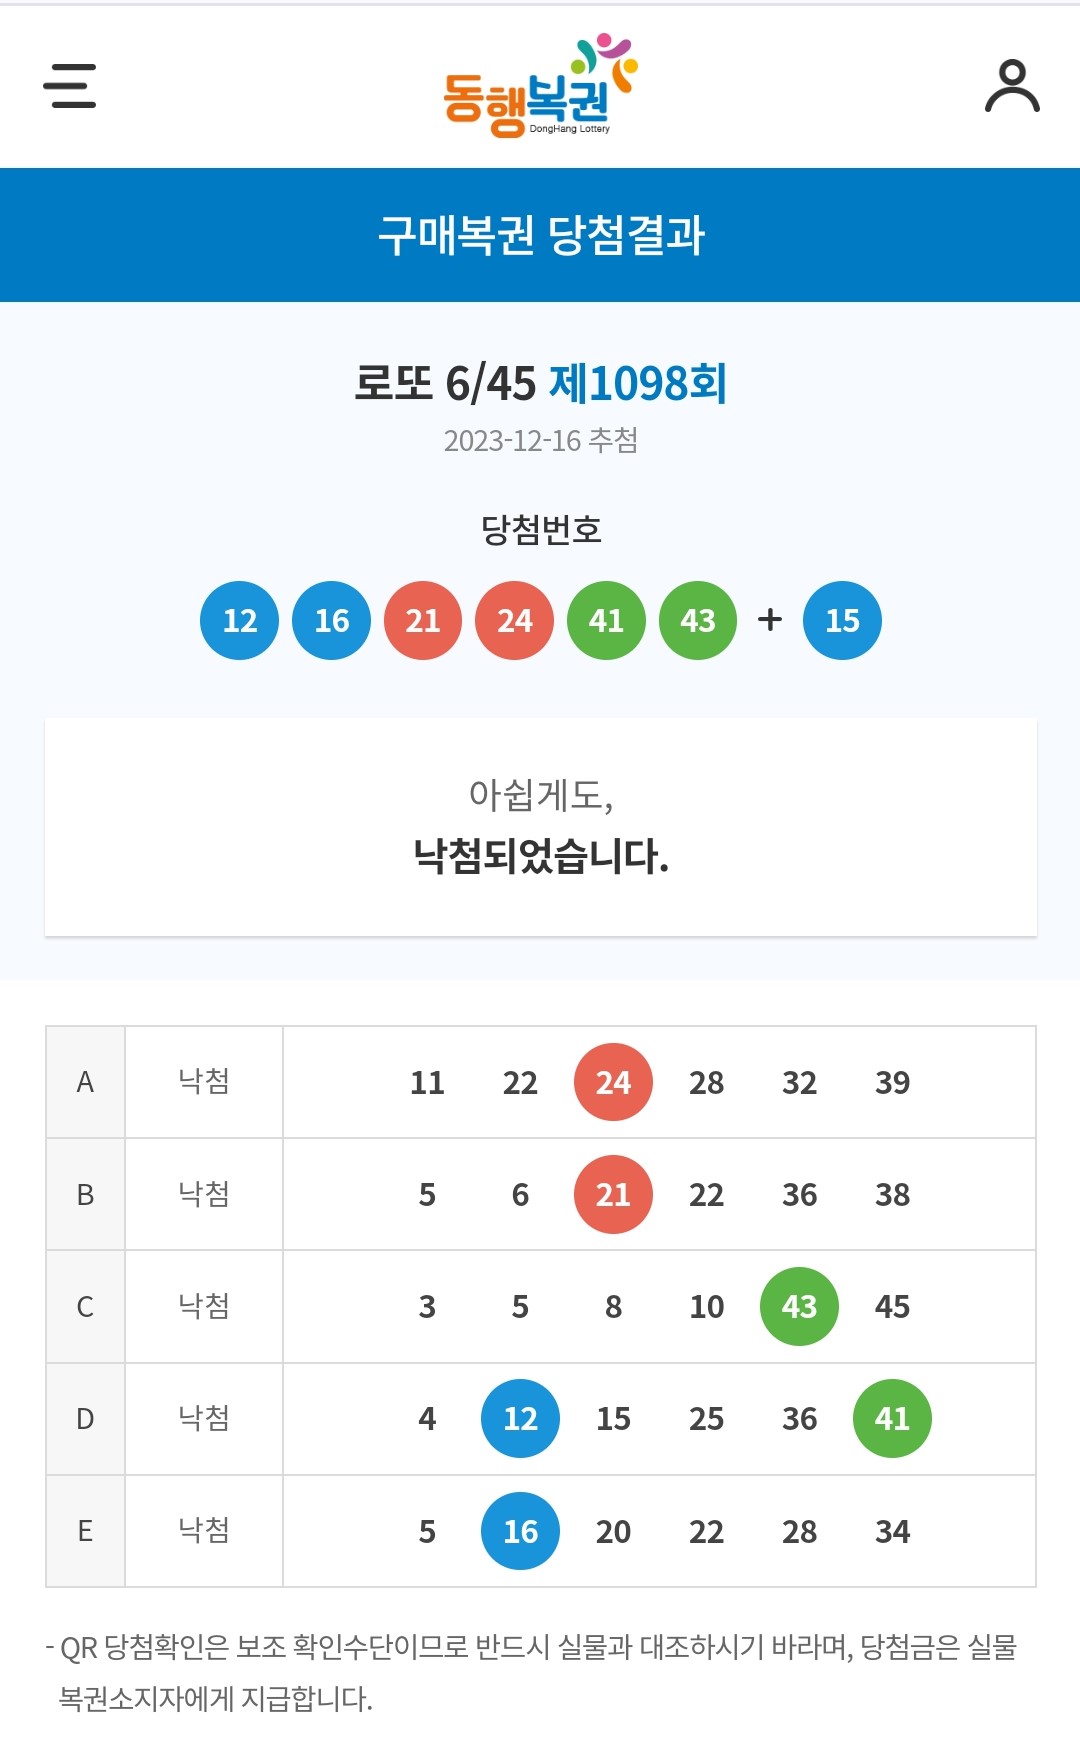 동행복권
DongHang Lottery
구매복권 당첨결과
로또 6/45 제1098회
2023-12-16 추첨
당첨번호
12 16 21 24 41 43 + 15
아쉽게도,
낙첨되었습니다.
A 낙첨 11 22 24 28 32 39
B 낙첨 5 6 21 22 36 38
C 낙첨 3 5 8 10 43 45
D 낙첨 4 12 15 25 36 41
E 낙첨 5 16 20 22 28 34
- QR 당첨확인은 보조 확인수단이므로 반드시 실물과 대조하시기 바라며, 당첨금은 실물
복권소지자에게 지급합니다.